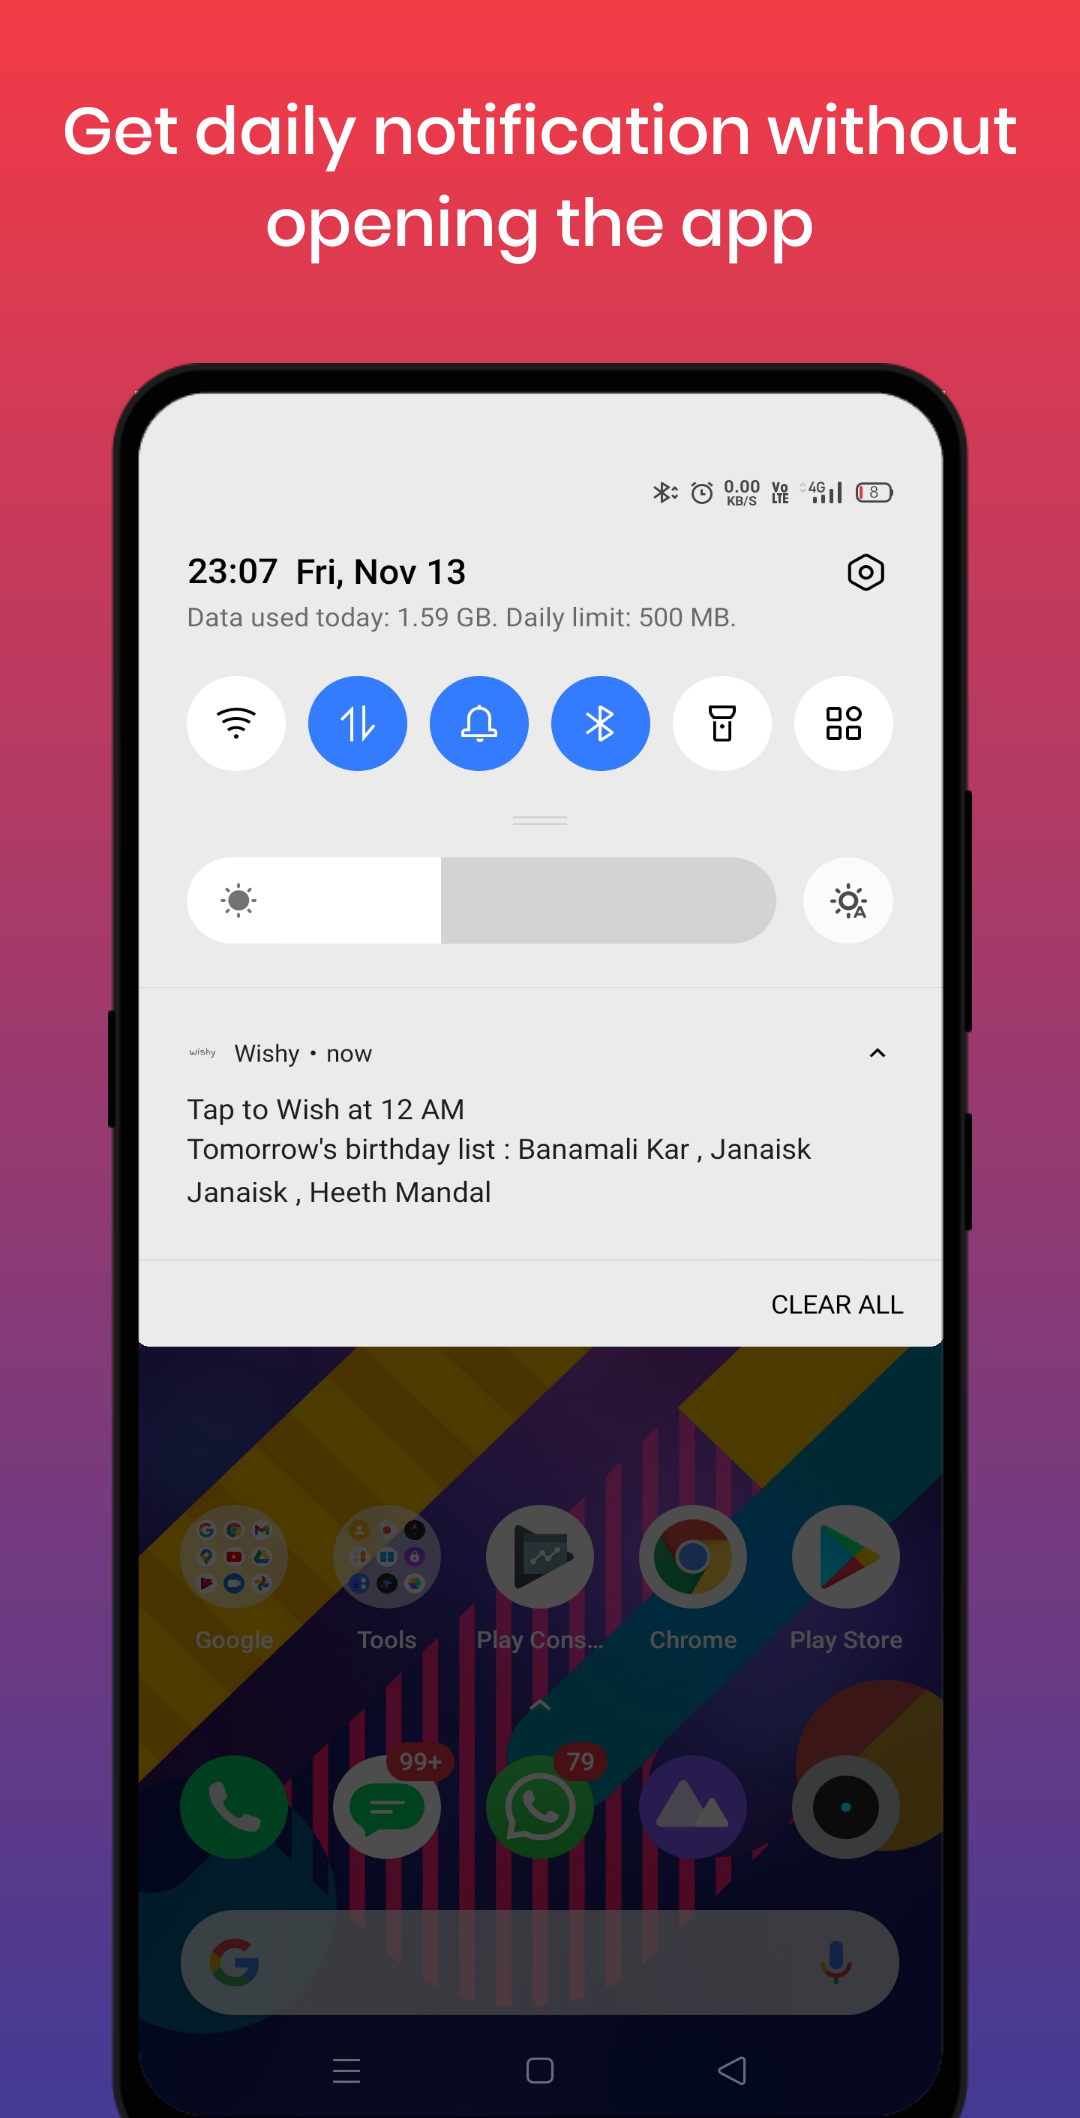 Get daily notification without
opening the app
0.00 KB/S Vo LTE 4G 8
23:07 Fri, Nov 13
Data used today: 1.59 GB. Daily limit: 500 MB.
A
wishy Wishy • now
Tap to Wish at 12 AM
Tomorrow's birthday list : Banamali Kar , Janaisk
Janaisk , Heeth Mandal
CLEAR ALL
Google Tools Play Cons... Chrome Play Store
99+ 79